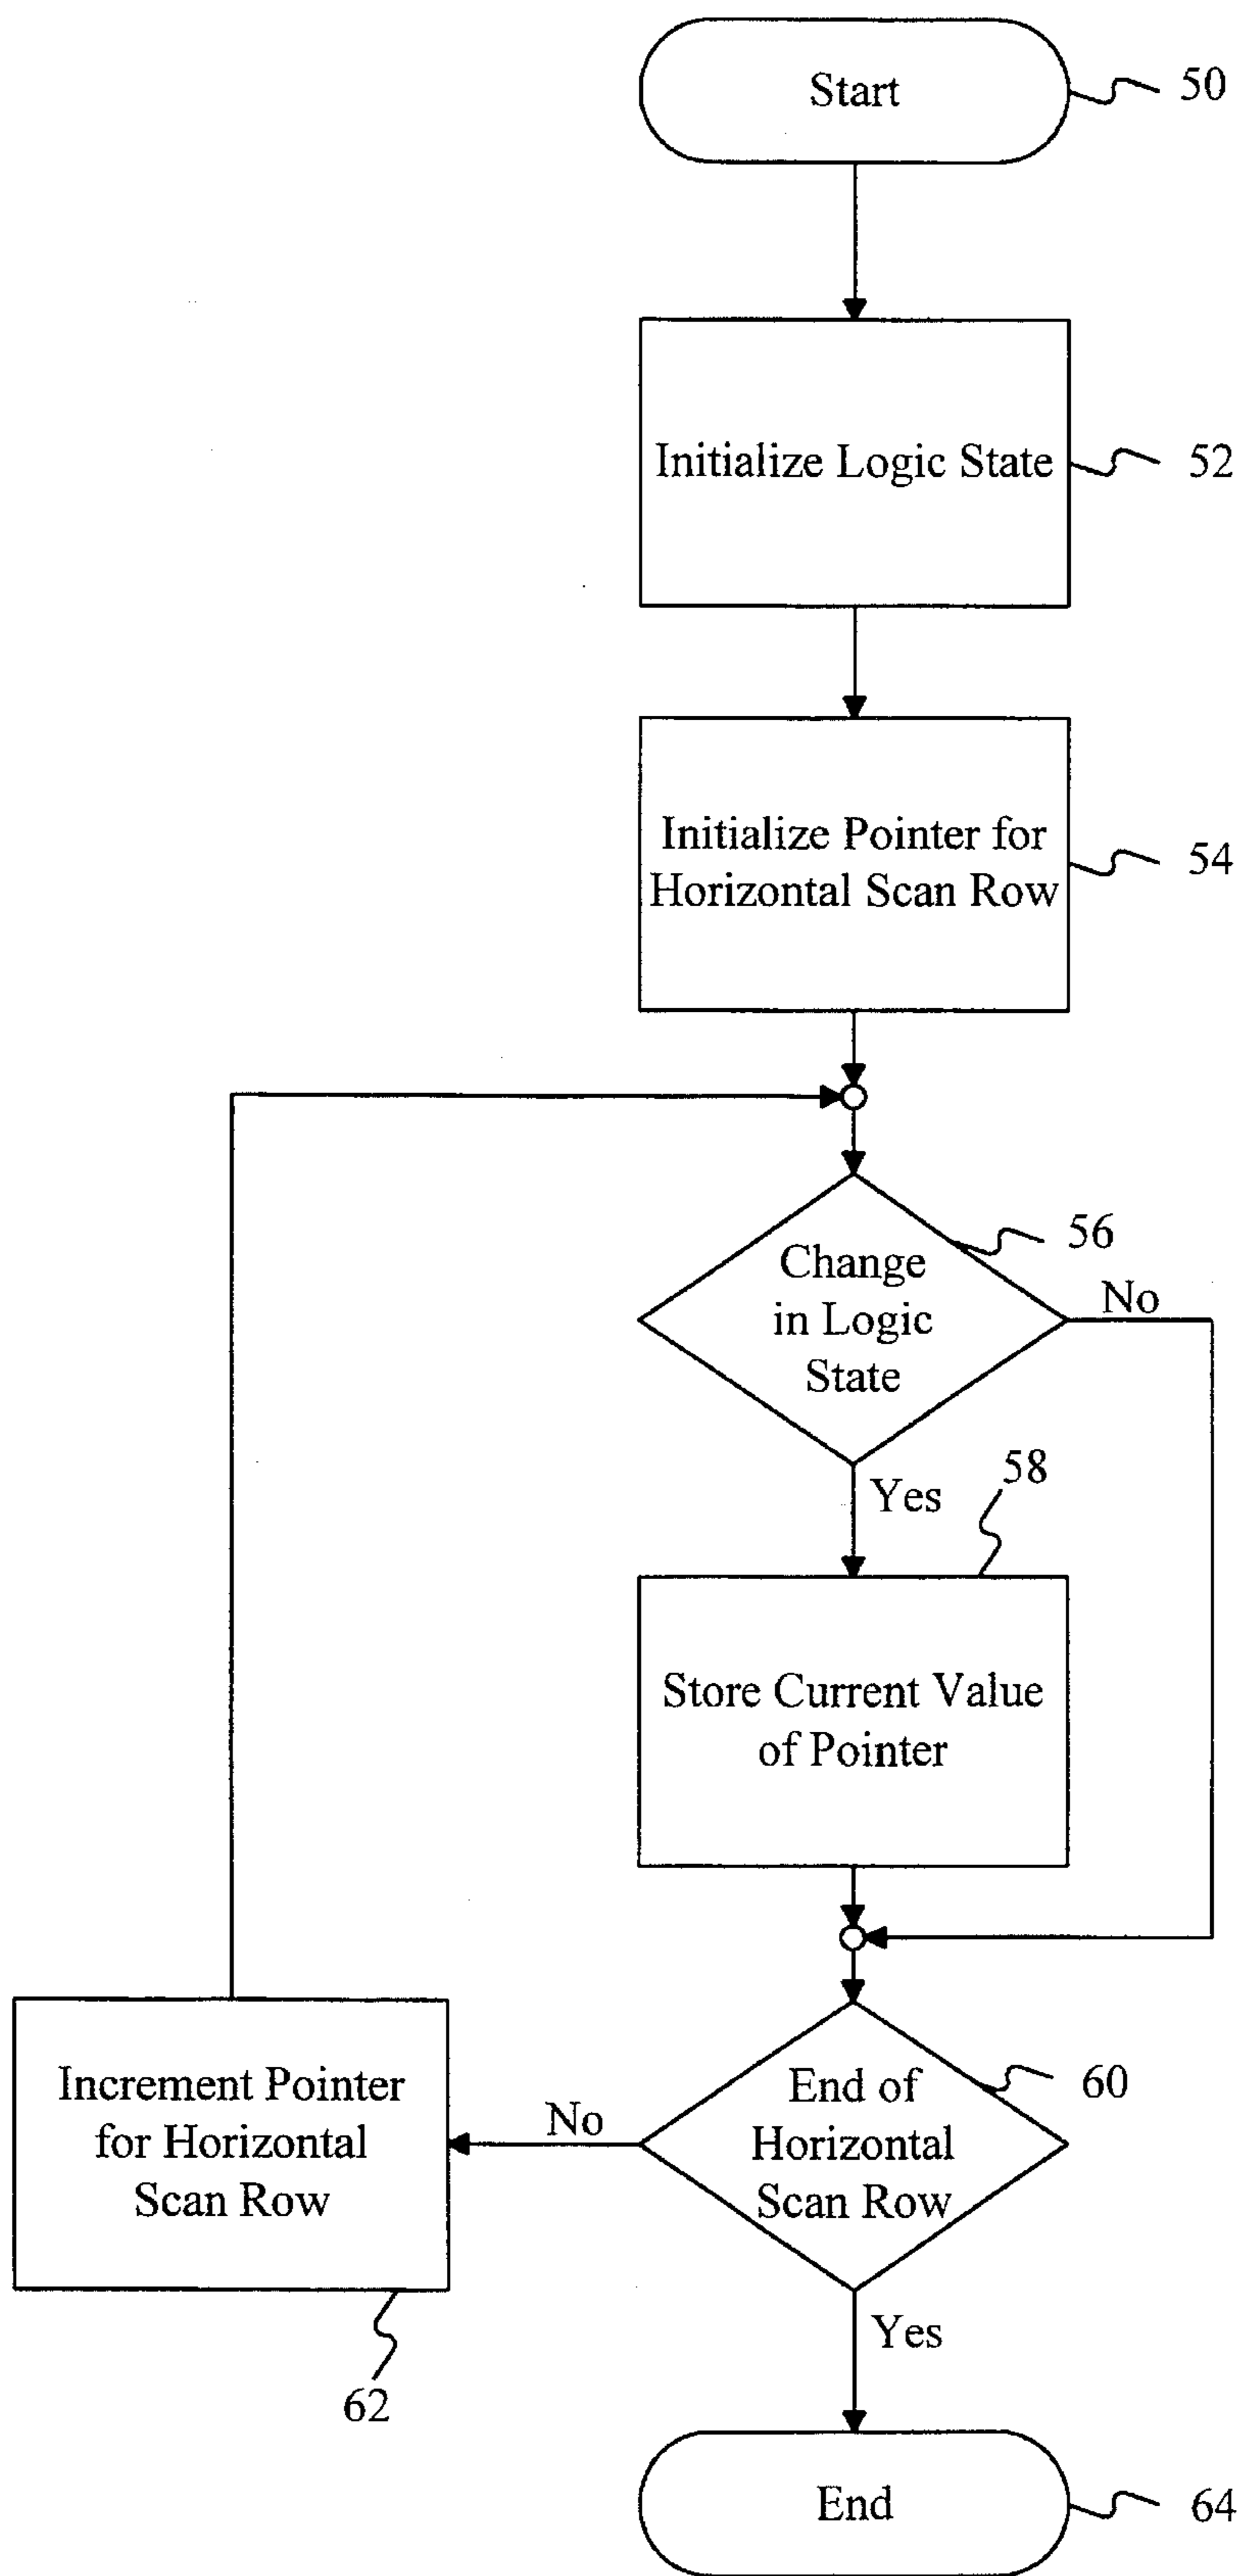 Start
50
Initialize Logic State
52
Initialize Pointer for
Horizontal Scan Row
54
56
Change
in Logic
State
No
Yes
58
Store Current Value
of Pointer
Increment Pointer
for Horizontal
Scan Row
62
No
End of
Horizontal
Scan Row
60
Yes
End
64